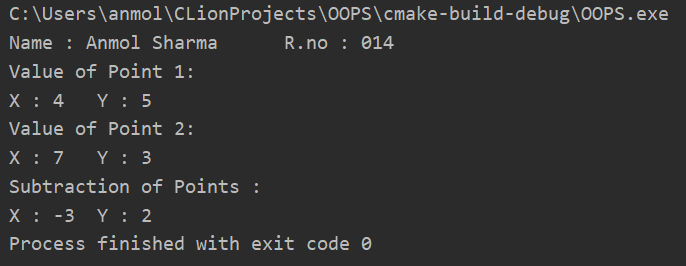 C:\Users\anmol\CLionProjects\OOPS\cmake-build-debug\OOPS.exe
Name : Anmol Sharma      R.no : 014
Value of Point 1:
X : 4   Y : 5
Value of Point 2:
X : 7   Y : 3
Subtraction of Points :
X : -3  Y : 2
Process finished with exit code 0